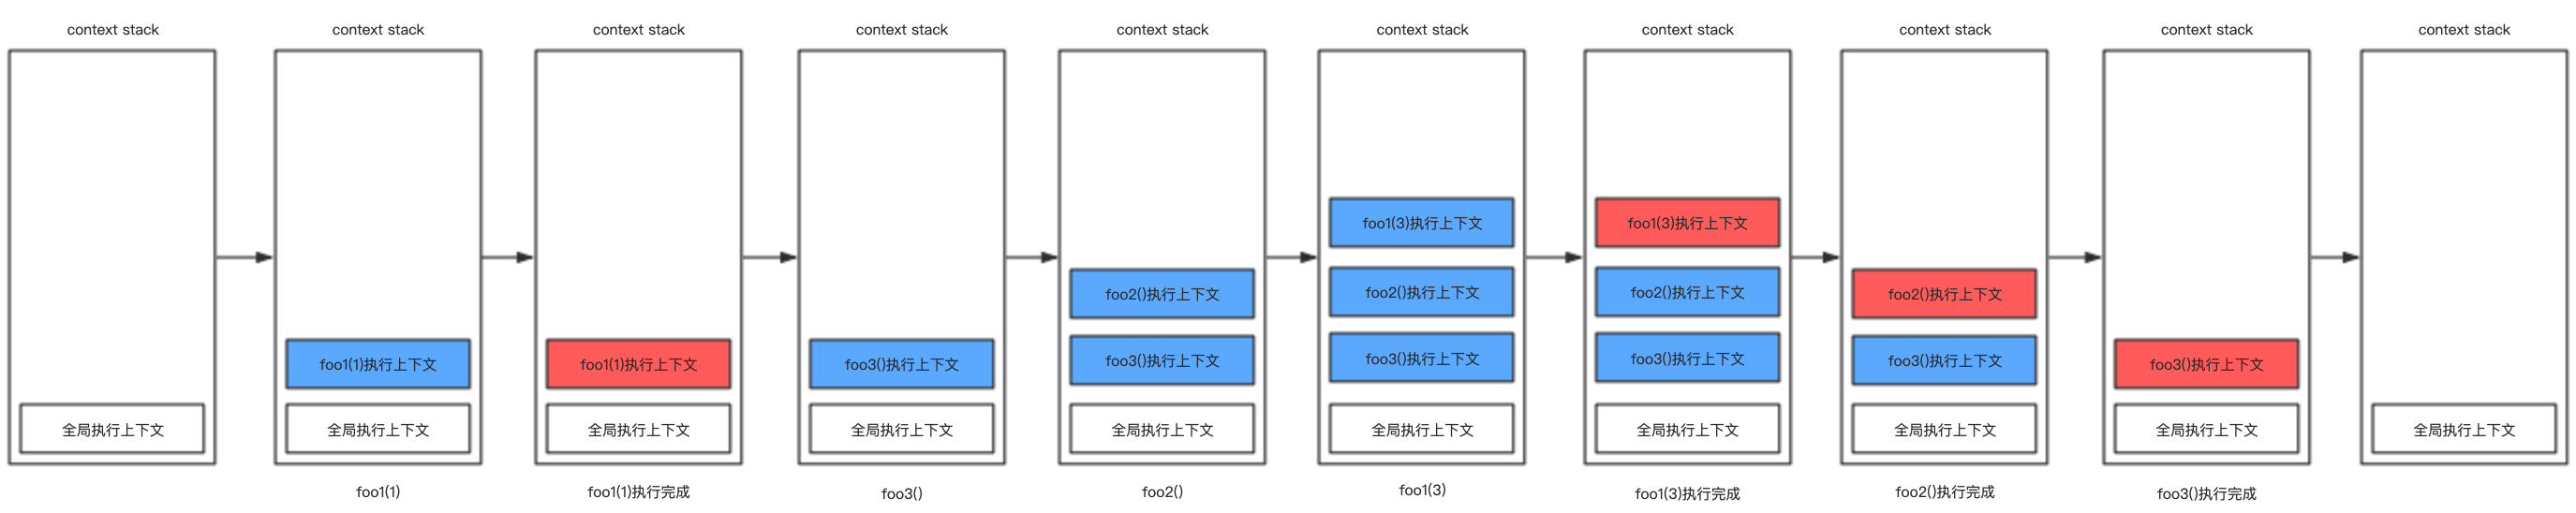 context stack
全局执行上下文
context stack
foo1(1)执行上下文
全局执行上下文
foo1(1)
context stack
foo1(1)执行上下文
全局执行上下文
foo1(1)执行完成
context stack
foo3()执行上下文
全局执行上下文
foo3()
context stack
foo2()执行上下文
foo3()执行上下文
全局执行上下文
foo2()
context stack
foo1(3)执行上下文
foo2()执行上下文
foo3()执行上下文
全局执行上下文
foo1(3)
context stack
foo1(3)执行上下文
foo2()执行上下文
foo3()执行上下文
全局执行上下文
foo1(3)执行完成
context stack
foo2()执行上下文
foo3()执行上下文
全局执行上下文
foo2()执行完成
context stack
foo3()执行上下文
全局执行上下文
foo3()执行完成
context stack
全局执行上下文